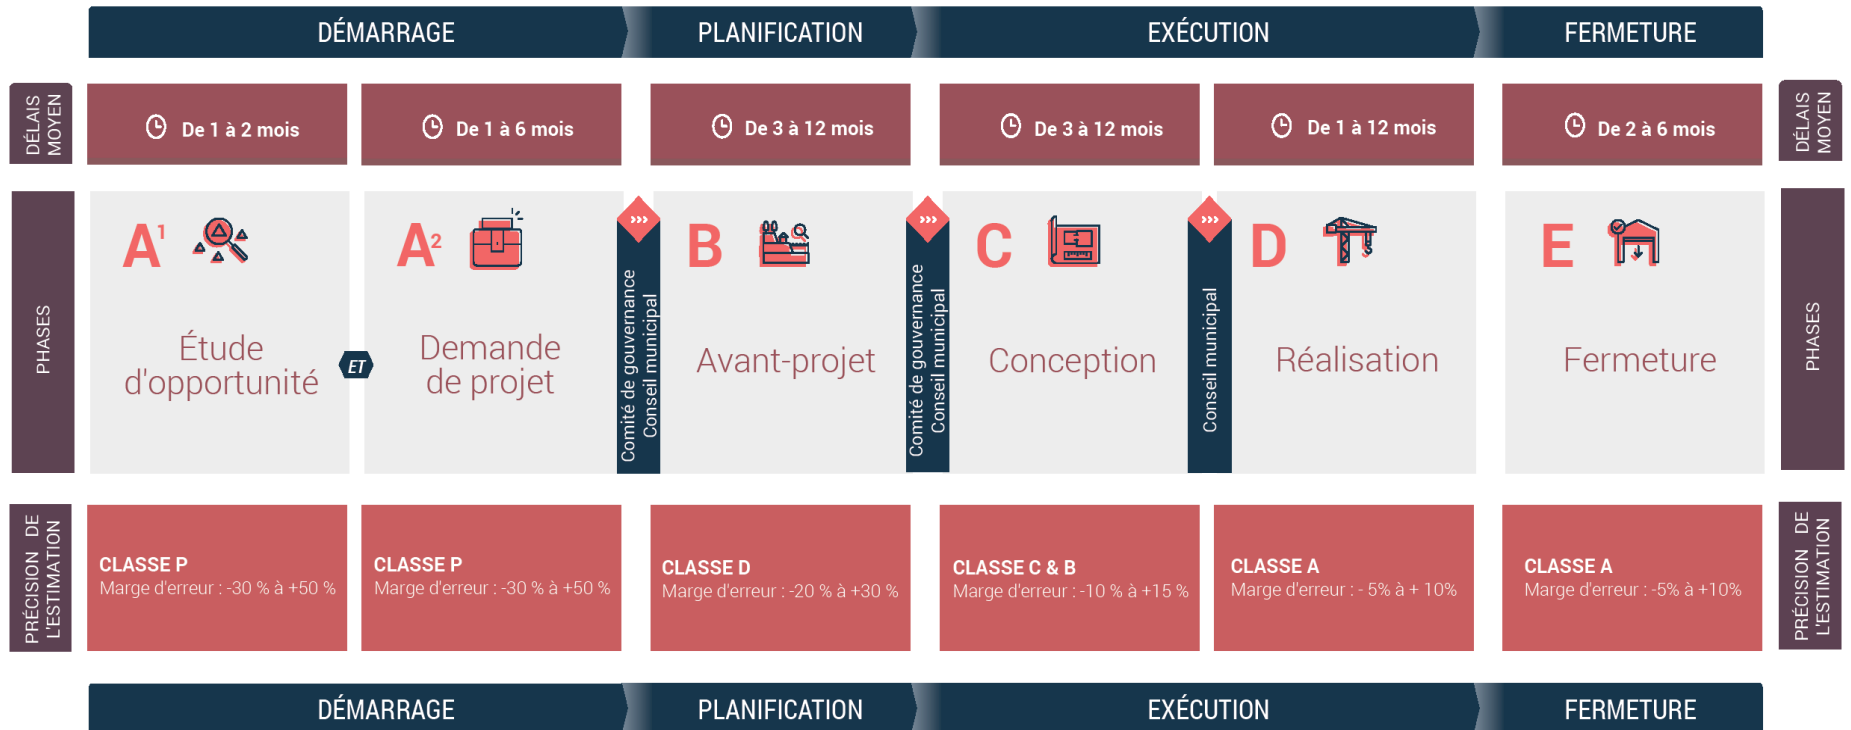 DÉMARRAGE
PLANIFICATION
EXÉCUTION
FERMETURE
DÉLAIS
MOYEN
De 1 à 2 mois
De 1 à 6 mois
De 3 à 12 mois
De 3 à 12 mois
De 1 à 12 mois
De 2 à 6 mois
DÉLAIS
MOYEN
PHASES
A1
Étude
d'opportunité
ET
A2
Demande
de projet
Comité de gouvernance
Conseil municipal
B
Avant-projet
Comité de gouvernance
Conseil municipal
C
Conception
Conseil municipal
D
Réalisation
E
Fermeture
PHASES
PRÉCISION DE
L'ESTIMATION
CLASSE P
Marge d'erreur : -30 % à +50 %
CLASSE P
Marge d'erreur : -30 % à +50 %
CLASSE D
Marge d'erreur : -20 % à +30 %
CLASSE C & B
Marge d'erreur : -10 % à +15 %
CLASSE A
Marge d'erreur : - 5% à + 10%
CLASSE A
Marge d'erreur : -5% à +10%
PRÉCISION DE
L'ESTIMATION
DÉMARRAGE
PLANIFICATION
EXÉCUTION
FERMETURE